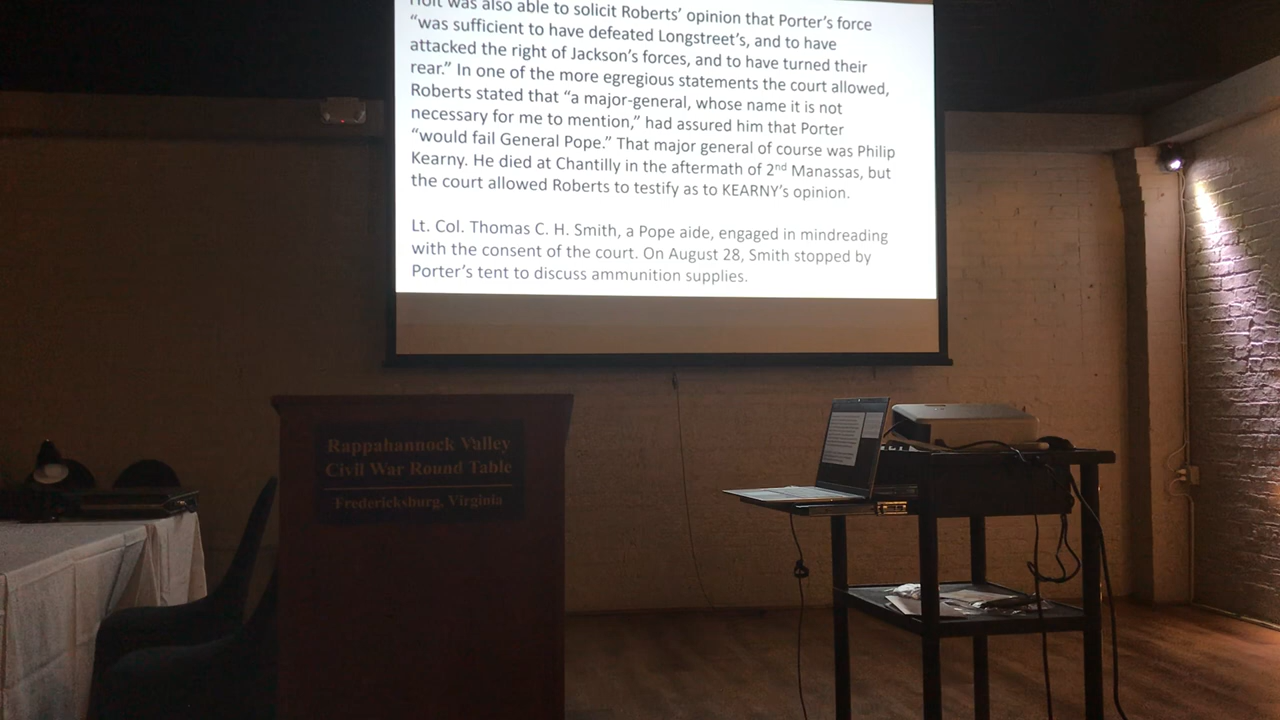 Holt was also able to solicit Roberts’ opinion that Porter’s force
“was sufficient to have defeated Longstreet’s, and to have
attacked the right of Jackson’s forces, and to have turned their
rear.” In one of the more egregious statements the court allowed,
Roberts stated that “a major-general, whose name it is not
necessary for me to mention,” had assured him that Porter
“would fail General Pope.” That major general of course was Philip
Kearny. He died at Chantilly in the aftermath of 2nd Manassas, but
the court allowed Roberts to testify as to KEARNY’s opinion.
Lt. Col. Thomas C. H. Smith, a Pope aide, engaged in mindreading
with the consent of the court. On August 28, Smith stopped by
Porter’s tent to discuss ammunition supplies.
Rappahannock Valley
Civil War Round Table
Fredericksburg, Virginia